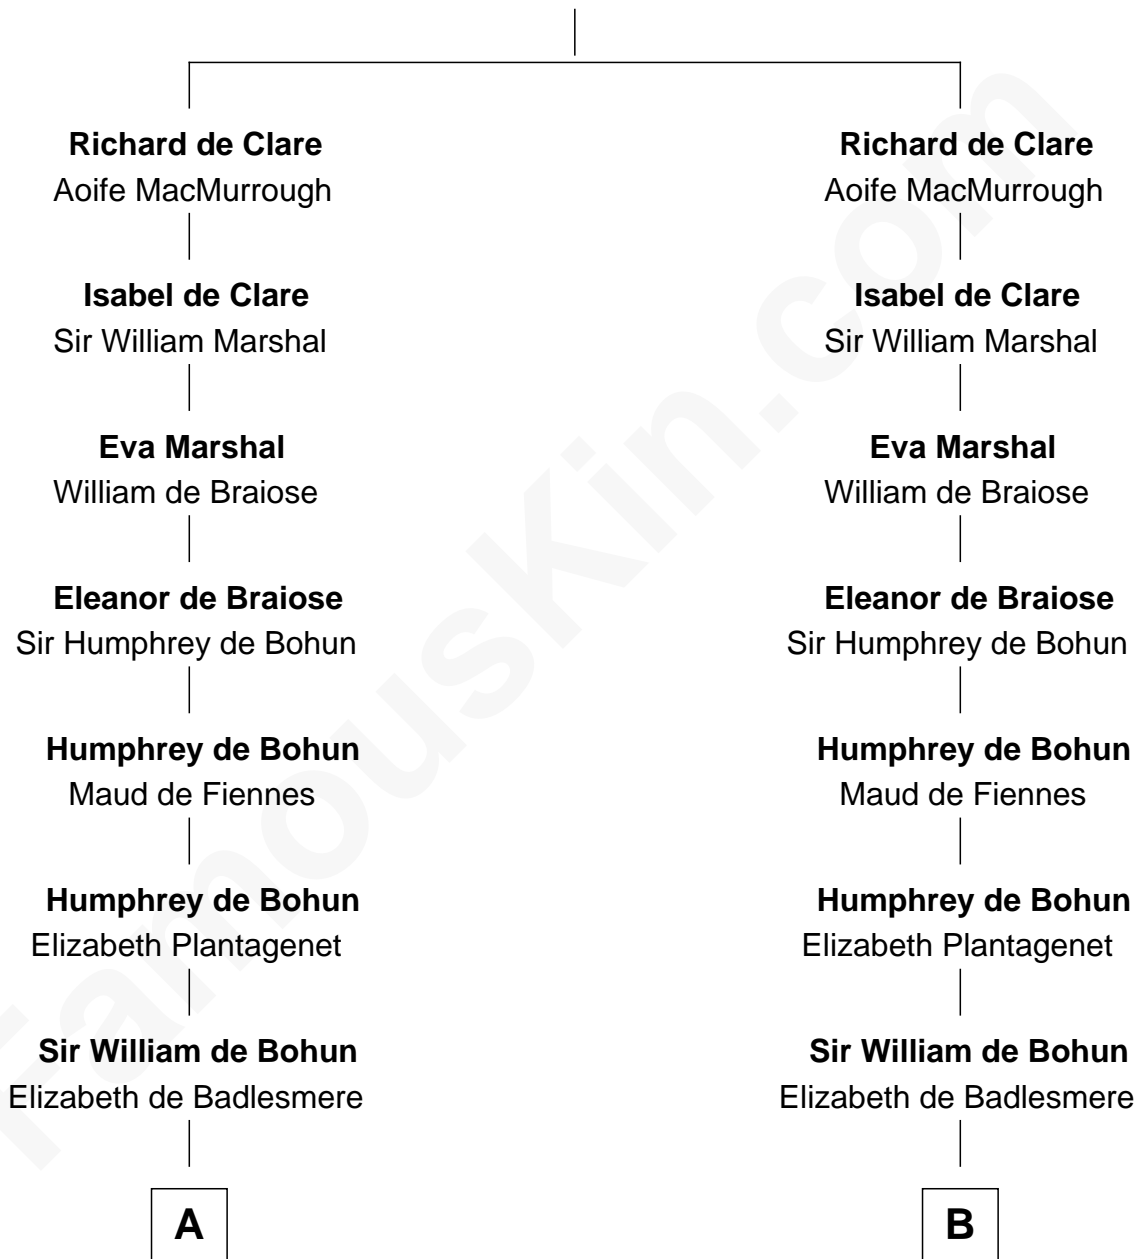 Richard de Clare
Aoife MacMurrough
Isabel de Clare
Sir William Marshal
Eva Marshal
William de Braiose
Eleanor de Braiose
Sir Humphrey de Bohun
Humphrey de Bohun
Maud de Fiennes
Humphrey de Bohun
Elizabeth Plantagenet
Sir William de Bohun
Elizabeth de Badlesmere
A
Richard de Clare
Aoife MacMurrough
Isabel de Clare
Sir William Marshal
Eva Marshal
William de Braiose
Eleanor de Braiose
Sir Humphrey de Bohun
Humphrey de Bohun
Maud de Fiennes
Humphrey de Bohun
Elizabeth Plantagenet
Sir William de Bohun
Elizabeth de Badlesmere
B
FamousKin.com